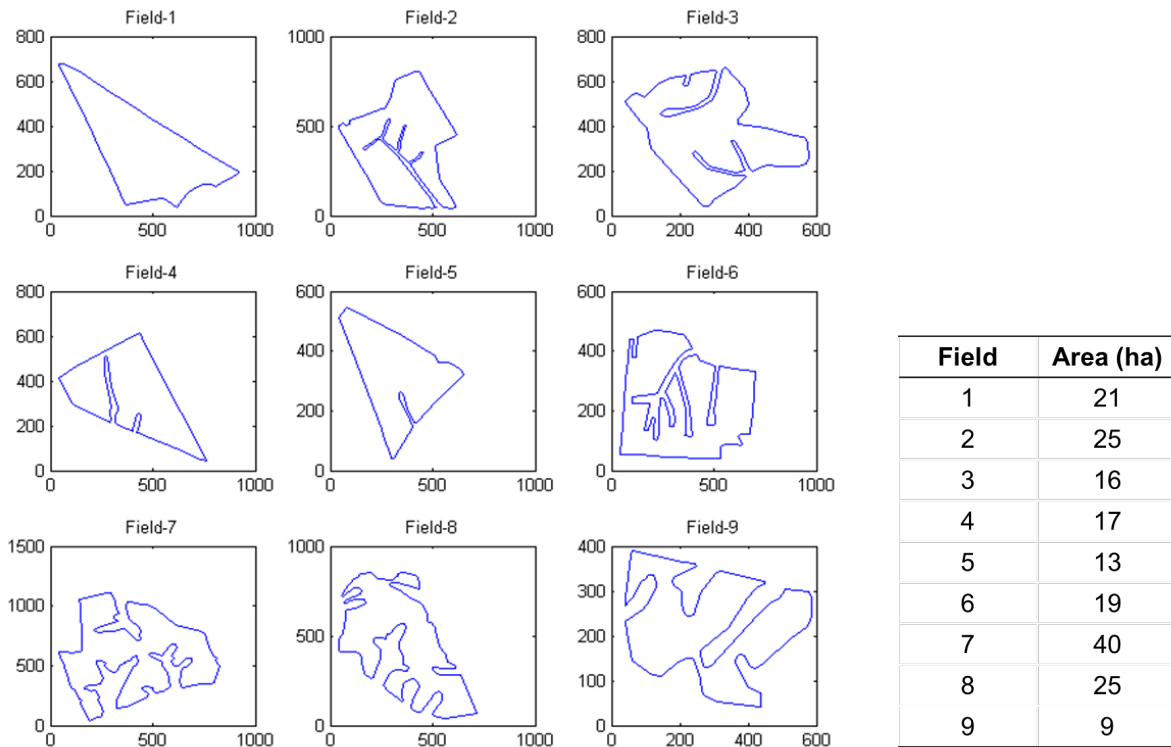 Field-1 Field-2 Field-3
800 1000 800
600
400 500
200
0
0 500 1000
600
400
200
0
0 500 1000
0
0 200 400 600
Field-4 Field-5 Field-6
800 600 600
600
400
200
0
0 500 1000
400
200
0
0 500 1000
400
200
0
0 500 1000
Field-7 Field-8 Field-9
1500 1000 400
1000
500
0
0 500 1000
500
0
0 500 1000
300
200
100
0
0 200 400 600
Field Area (ha)
1 21
2 25
3 16
4 17
5 13
6 19
7 40
8 25
9 9